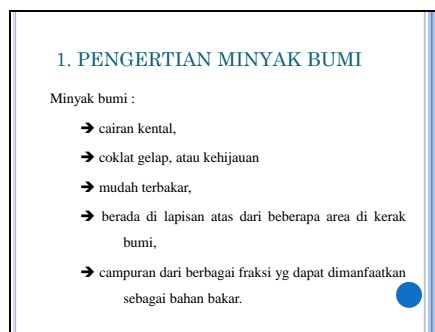 1. PENGERTIAN MINYAK BUMI
Minyak bumi :
➔ cairan kental,
➔ coklat gelap, atau kehijauan
➔ mudah terbakar,
➔ berada di lapisan atas dari beberapa area di kerak
bumi,
➔ campuran dari berbagai fraksi yg dapat dimanfaatkan
sebagai bahan bakar.